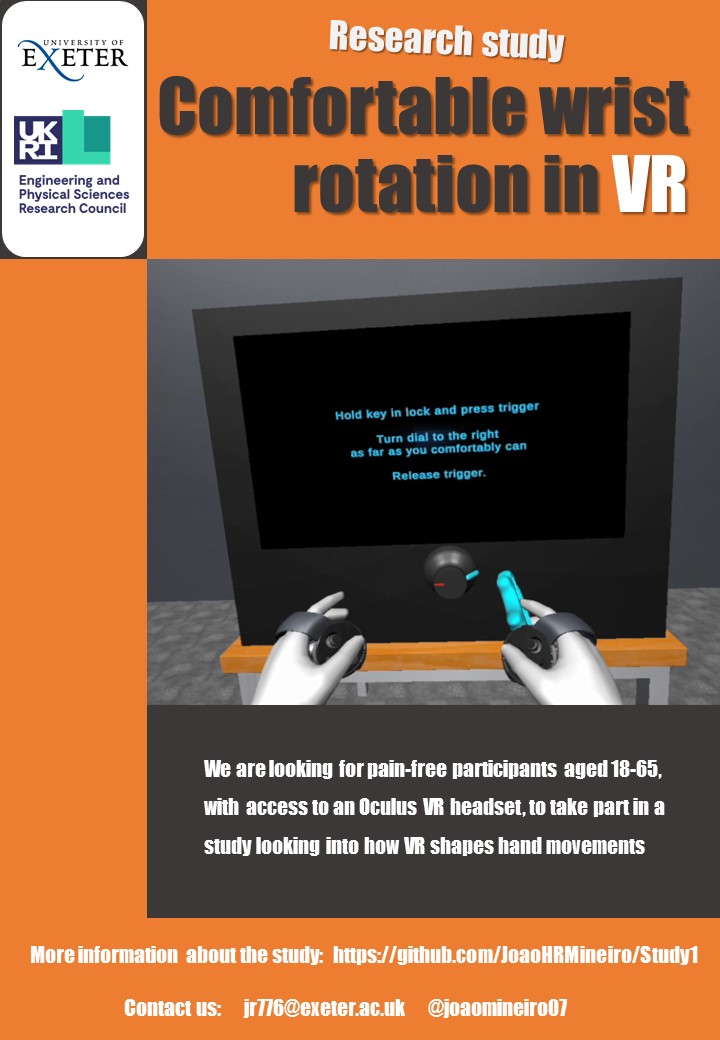 UNIVERSITY OF
EXETER
UK
RI
Engineering and
Physical Sciences
Research Council
Research study
Comfortable wrist
rotation in VR
Hold key in lock and press trigger
Turn dial to the right
as far as you comfortably can
Release trigger.
We are looking for pain-free participants aged 18-65,
with access to an Oculus VR headset, to take part in a
study looking into how VR shapes hand movements
More information about the study: https://github.com/JoaoHRMineiro/Study1
Contact us: jr776@exeter.ac.uk @joaomineiro07